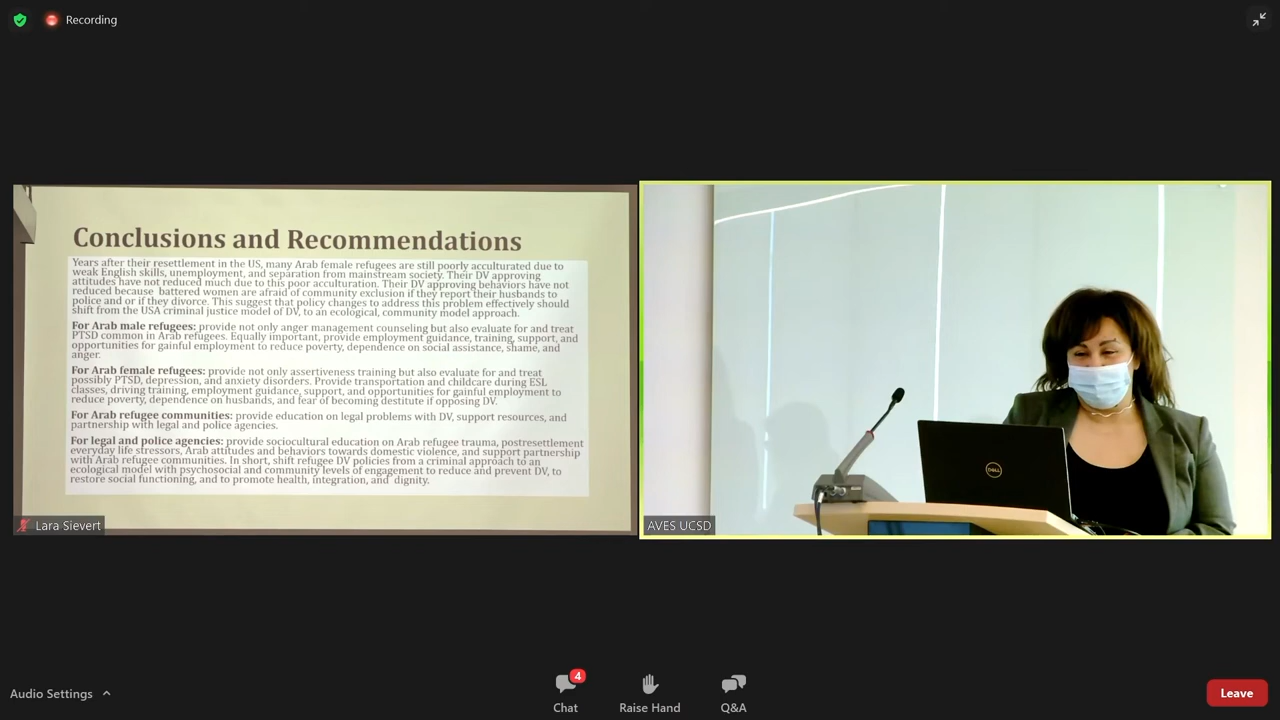 Recording
Conclusions and Recommendations
Years after their resettlement in the US, many Arab female refugees are still poorly acculturated due to
weak English skills, unemployment, and separation from mainstream society. Their DV approving
attitudes have not reduced much due to this poor acculturation. Their DV approving behaviors have not
reduced because battered women are afraid of community exclusion if they report their husbands to
police and or if they divorce. This suggest that policy changes to address this problem effectively should
shift from the USA criminal justice model of DV, to an ecological, community model approach.
For Arab male refugees: provide not only anger management counseling but also evaluate for and treat
PTSD common in Arab refugees. Equally important, provide employment guidance, training, support, and
opportunities for gainful employment to reduce poverty, dependence on social assistance, shame, and
anger.
For Arab female refugees: provide not only assertiveness training but also evaluate for and treat
possibly PTSD, depression, and anxiety disorders. Provide transportation and childcare during ESL
classes, driving training, employment guidance, support, and opportunities for gainful employment to
reduce poverty, dependence on husbands, and fear of becoming destitute if opposing DV.
For Arab refugee communities: provide education on legal problems with DV, support resources, and
partnership with legal and police agencies.
For legal and police agencies: provide sociocultural education on Arab refugee trauma, postresettlement
everyday life stressors, Arab attitudes and behaviors towards domestic violence, and support partnership
with Arab refugee communities. In short, shift refugee DV policies from a criminal approach to an
ecological model with psychosocial and community levels of engagement to reduce and prevent DV, to
restore social functioning, and to promote health, integration, and dignity.
Lara Sievert
DELL
AVES UCSD
Audio Settings
4
Chat
Raise Hand
Q&A
Leave